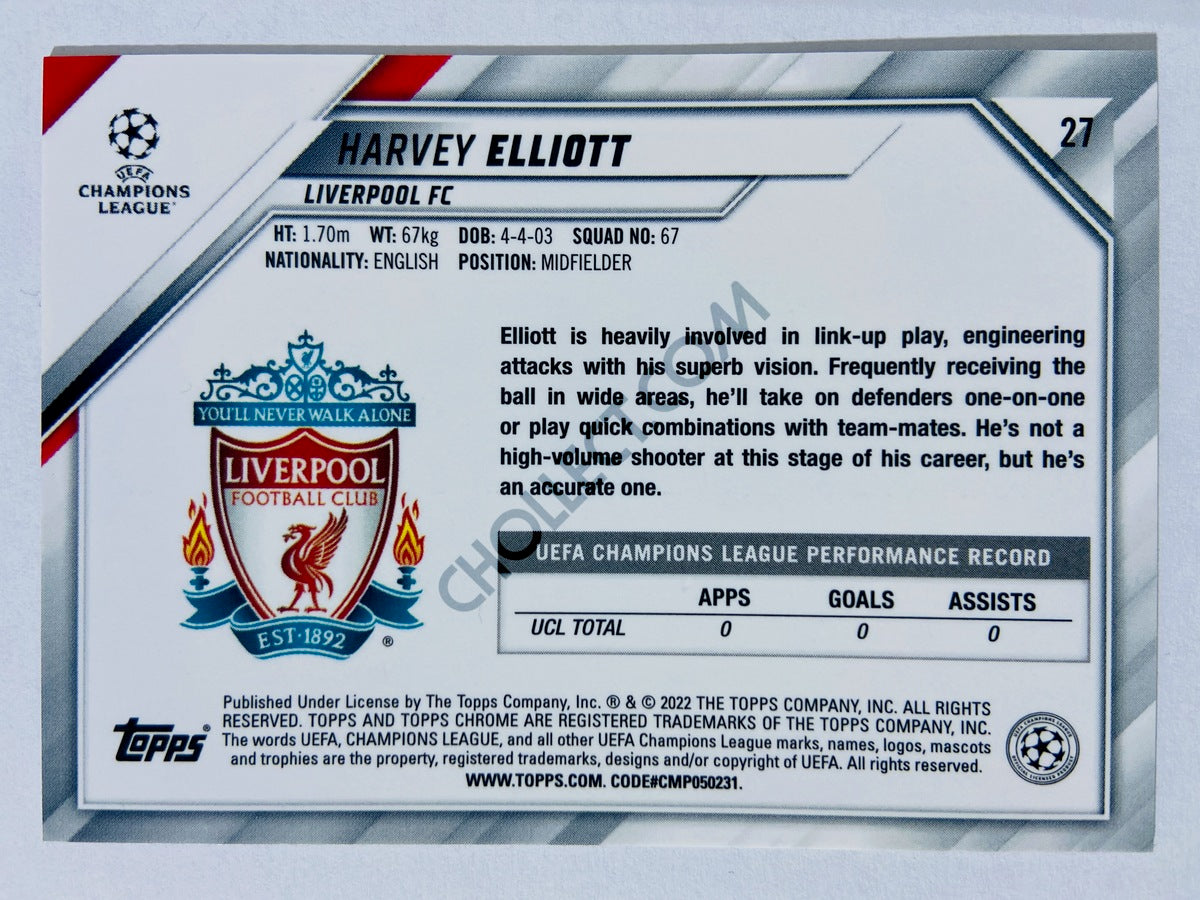 UEFA
CHAMPIONS
LEAGUE
27
HARVEY ELLIOTT
LIVERPOOL FC
HT: 1.70m WT: 67kg DOB: 4-4-03 SQUAD NO: 67
NATIONALITY: ENGLISH POSITION: MIDFIELDER
YOU'LL NEVER WALK ALONE
LIVERPOOL
FOOTBALL CLUB
EST·1892 ®
Elliott is heavily involved in link-up play, engineering
attacks with his superb vision. Frequently receiving the
ball in wide areas, he'll take on defenders one-on-one
or play quick combinations with team-mates. He's not a
high-volume shooter at this stage of his career, but he's
an accurate one.
CHOLLECT.COM
UEFA CHAMPIONS LEAGUE PERFORMANCE RECORD
APPS GOALS ASSISTS
UCL TOTAL 0 0 0
Topps®
Published Under License by The Topps Company, Inc. ® & © 2022 THE TOPPS COMPANY, INC. ALL RIGHTS
RESERVED. TOPPS AND TOPPS CHROME ARE REGISTERED TRADEMARKS OF THE TOPPS COMPANY, INC.
The words UEFA, CHAMPIONS LEAGUE, and all other UEFA Champions League marks, names, logos, mascots
and trophies are the property, registered trademarks, designs and/or copyright of UEFA. All rights reserved.
WWW.TOPPS.COM. CODE#CMP050231.
UEFA CHAMPIONS LEAGUE
OFFICIAL LICENSED PRODUCT